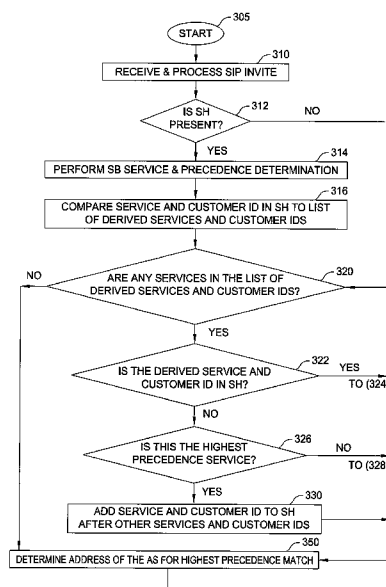 305
START
310
RECEIVE & PROCESS SIP INVITE
312
IS SH
PRESENT?
NO
YES
314
PERFORM SB SERVICE & PRECEDENCE DETERMINATION
316
COMPARE SERVICE AND CUSTOMER ID IN SH TO LIST
OF DERIVED SERVICES AND CUSTOMER IDS
NO
320
ARE ANY SERVICES IN THE LIST OF
DERIVED SERVICES AND CUSTOMER IDS?
YES
322
IS THE DERIVED SERVICE AND
CUSTOMER ID IN SH?
YES
TO (324
NO
326
IS THIS THE HIGHEST
PRECEDENCE SERVICE?
NO
TO (328
YES
330
ADD SERVICE AND CUSTOMER ID TO SH
AFTER OTHER SERVICES AND CUSTOMER IDS
350
DETERMINE ADDRESS OF THE AS FOR HIGHEST PRECEDENCE MATCH